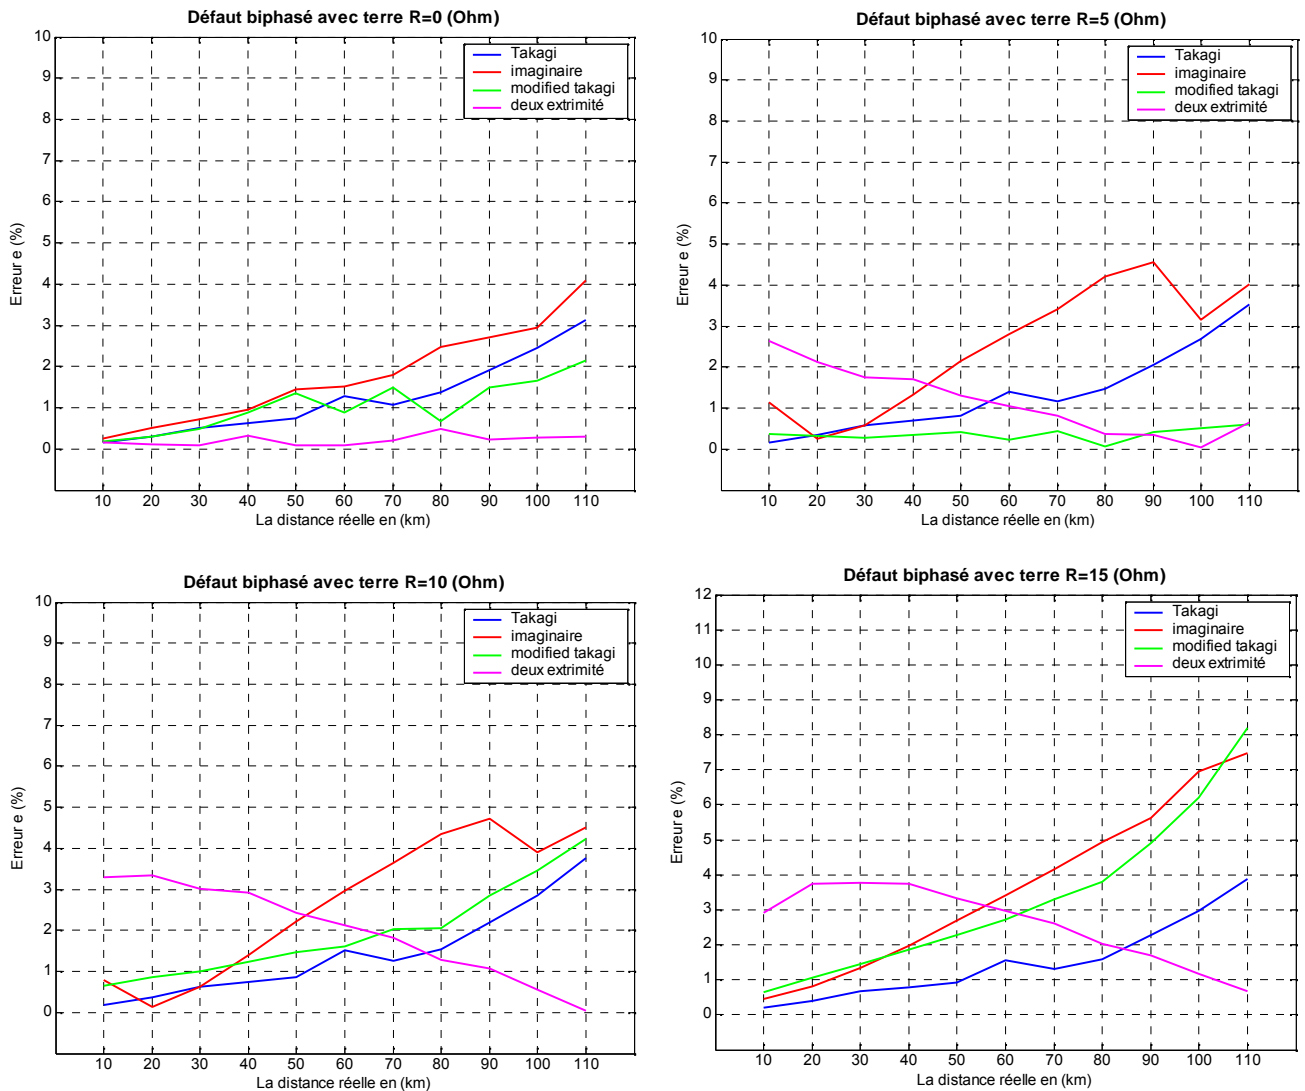 Défaut biphasé avec terre R=0 (Ohm)
10
9
8
7
6
5
4
3
2
1
0
Erreur e (%)
Takagi
imaginaire
modified takagi
deux extrimité
10 20 30 40 50 60 70 80 90 100 110
La distance réelle en (km)
Défaut biphasé avec terre R=5 (Ohm)
10
9
8
7
6
5
4
3
2
1
0
Erreur e (%)
Takagi
imaginaire
modified takagi
deux extrimité
10 20 30 40 50 60 70 80 90 100 110
La distance réelle en (km)
Défaut biphasé avec terre R=10 (Ohm)
10
9
8
7
6
5
4
3
2
1
0
Erreur e (%)
Takagi
imaginaire
modified takagi
deux extrimité
10 20 30 40 50 60 70 80 90 100 110
La distance réelle en (km)
Défaut biphasé avec terre R=15 (Ohm)
12
11
10
9
8
7
6
5
4
3
2
1
0
Erreur e (%)
Takagi
imaginaire
modified takagi
deux extrimité
10 20 30 40 50 60 70 80 90 100 110
La distance réelle en (km)